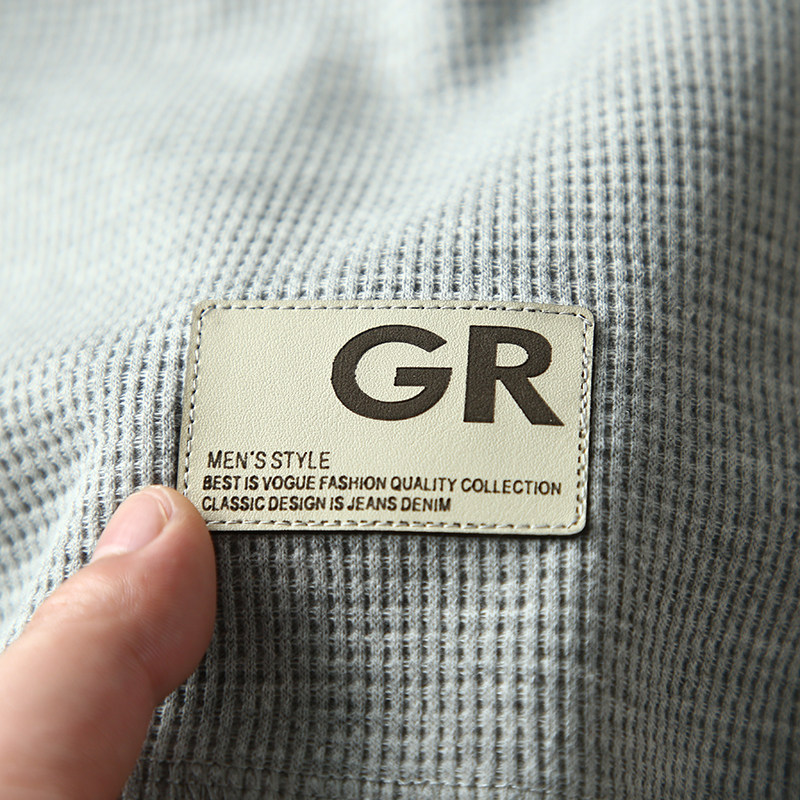 GR
MEN'S STYLE
BEST IS VOGUE FASHION QUALITY COLLECTION
CLASSIC DESIGN IS JEANS DENIM